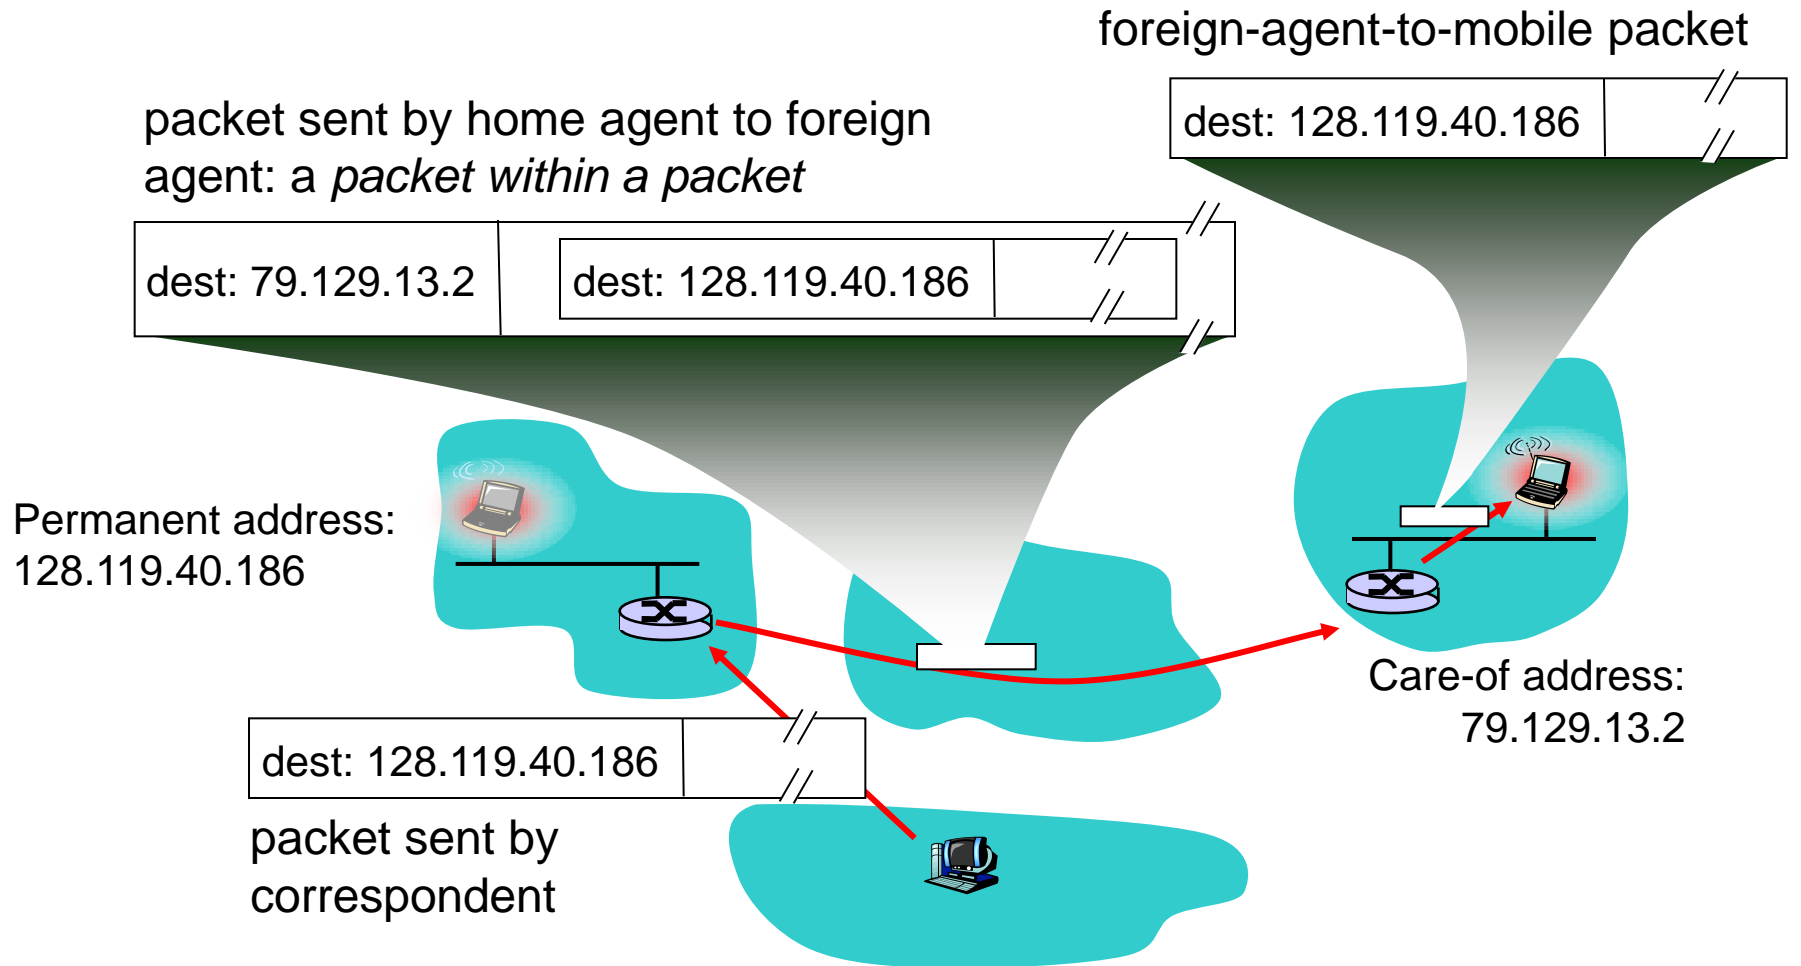 foreign-agent-to-mobile packet
dest: 128.119.40.186
packet sent by home agent to foreign
agent: a packet within a packet
dest: 79.129.13.2
dest: 128.119.40.186
Permanent address:
128.119.40.186
Care-of address:
79.129.13.2
dest: 128.119.40.186
packet sent by
correspondent